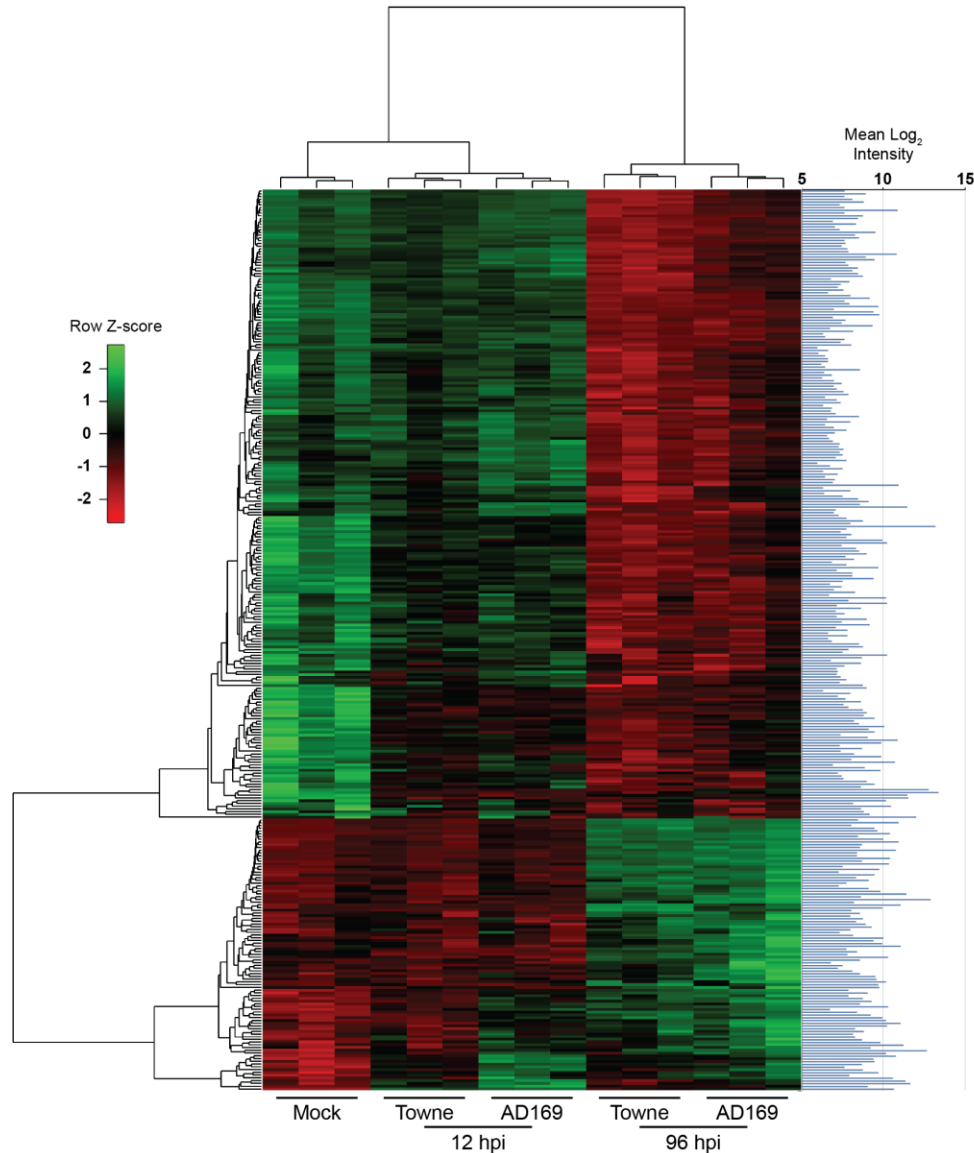 Mean Log2
Intensity
5 10 15
Row Z-score
2
1
0
-1
-2
Mock Towne AD169 Towne AD169
12 hpi 96 hpi